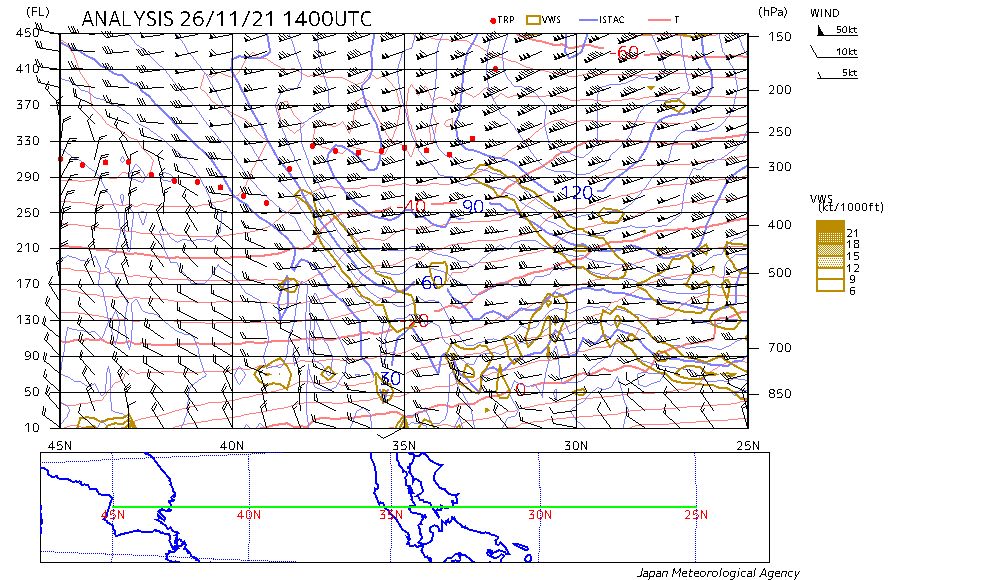 (FL) ANALYSIS 26/11/21 1400UTC TRP VWS ISTAC T (hPa) WIND
450 150
50kt
410 10kt
5kt
370 200
330 250
290 300
250 400
210
170 500
130
90 700
50 850
10
-60
-120
-40 90
60
-20
30
0
45N 40N 35N 30N 25N
VWS
(kt/1000ft)
21
18
15
12
9
6
45N 40N 35N 30N 25N
Japan Meteorological Agency